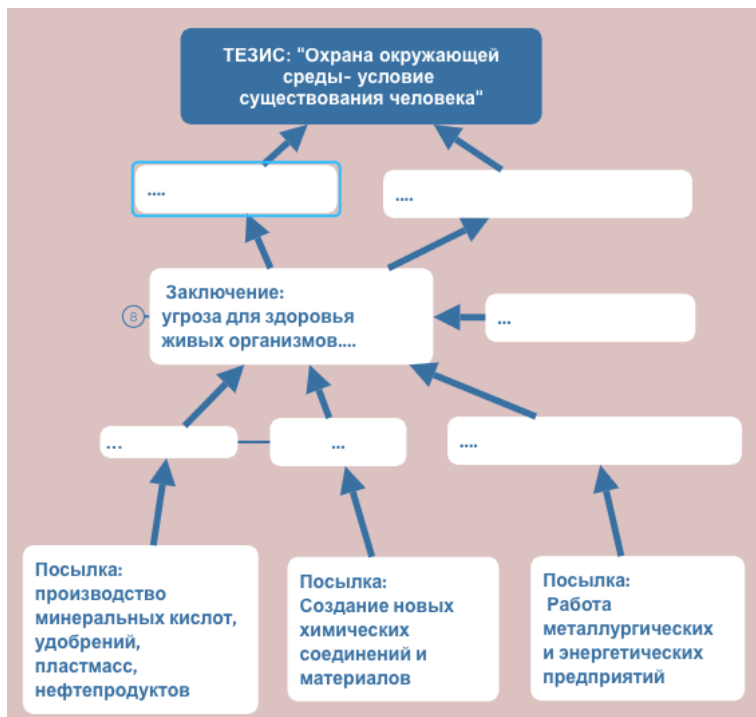 ТЕЗИС: "Охрана окружающей
среды- условие
существования человека"
....
....
Заключение:
угроза для здоровья
живых организмов....
8
...
...
...
....
Посылка:
производство
минеральных кислот,
удобрений,
пластмасс,
нефтепродуктов
Посылка:
Создание новых
химических
соединений и
материалов
Посылка:
Работа
металлургических
и энергетических
предприятий